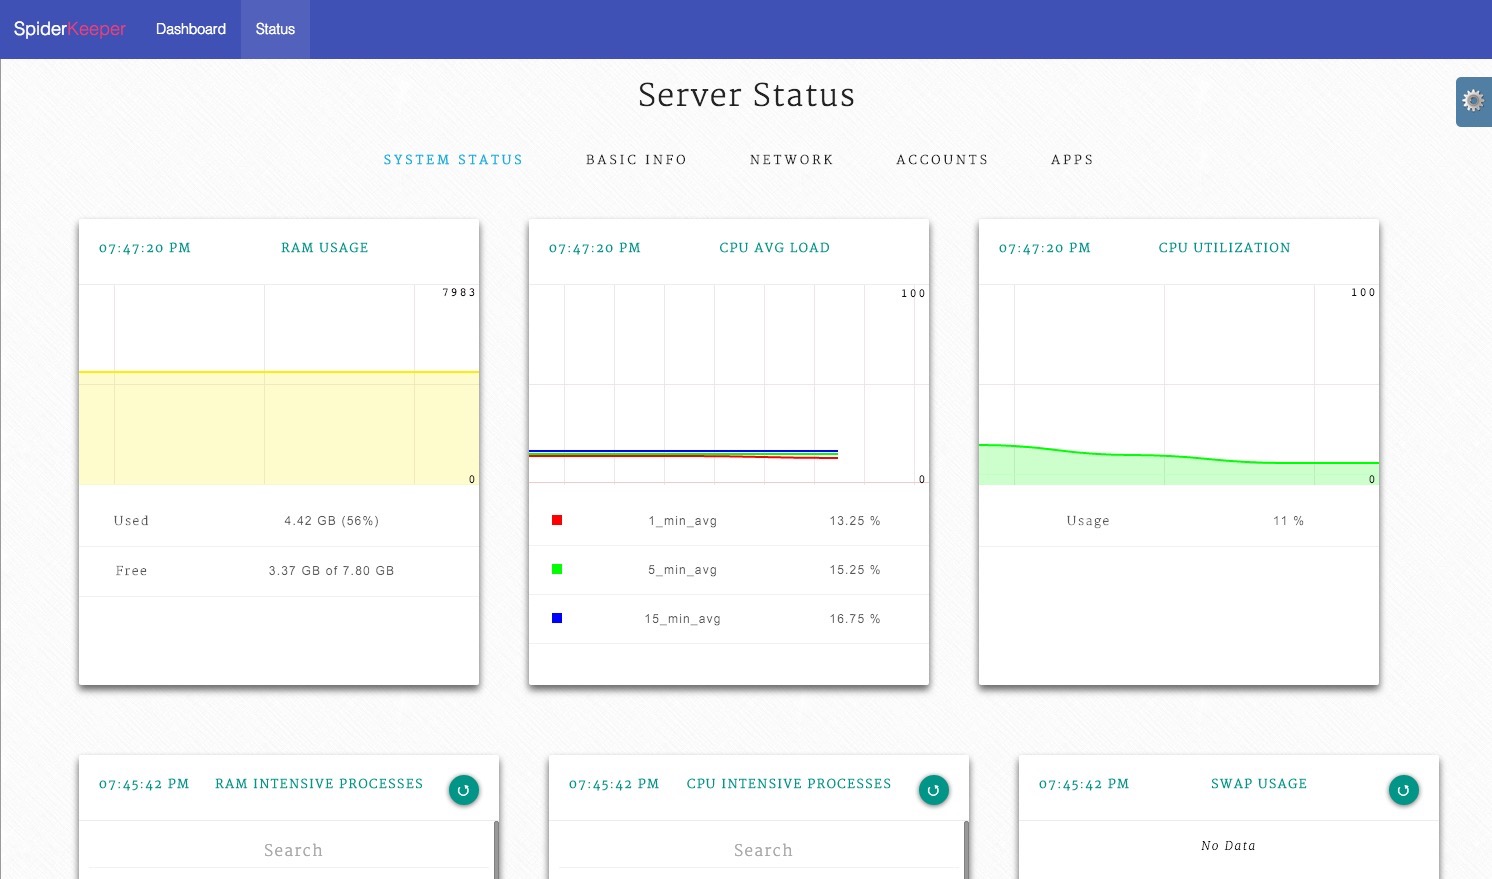 SpiderKeeper Dashboard Status
Server Status
SYSTEM STATUS BASIC INFO NETWORK ACCOUNTS APPS
07:47:20 PM RAM USAGE
7983
0
Used 4.42 GB (56%)
Free 3.37 GB of 7.80 GB
07:47:20 PM CPU AVG LOAD
100
0
1_min_avg 13.25 %
5_min_avg 15.25 %
15_min_avg 16.75 %
07:47:20 PM CPU UTILIZATION
100
0
Usage 11 %
07:45:42 PM RAM INTENSIVE PROCESSES
Search
07:45:42 PM CPU INTENSIVE PROCESSES
Search
07:45:42 PM SWAP USAGE
No Data